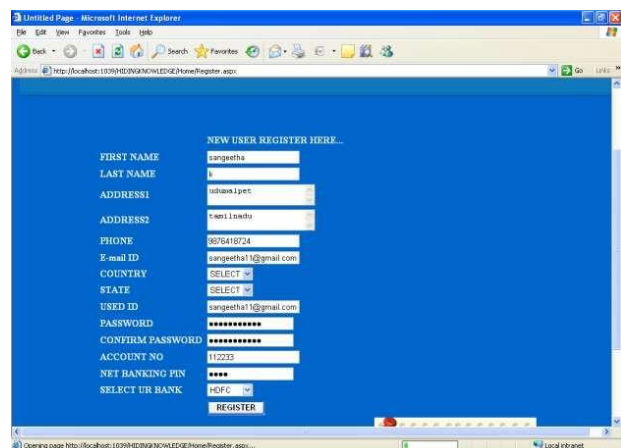 Untitled Page - Microsoft Internet Explorer
File Edit View Favorites Tools Help
Back Search Favorites
Address http://localhost:1039/HIDINGKNOWLEDGE/Home/Register.aspx Go Links »
NEW USER REGISTER HERE...
FIRST NAME sangeetha
LAST NAME k
ADDRESS1 udumalpet
ADDRESS2 tamilnadu
PHONE 9876418724
E-mail ID sangeetha11@gmail.com
COUNTRY SELECT
STATE SELECT
USED ID sangeetha11@gmail.com
PASSWORD ●●●●●●●●●●●
CONFIRM PASSWORD ●●●●●●●●●●●
ACCOUNT NO 112233
NET BANKING PIN ●●●●
SELECT UR BANK HDFC
REGISTER
Opening page http://localhost:1039/HIDINGKNOWLEDGE/Home/Register.aspx... Local intranet